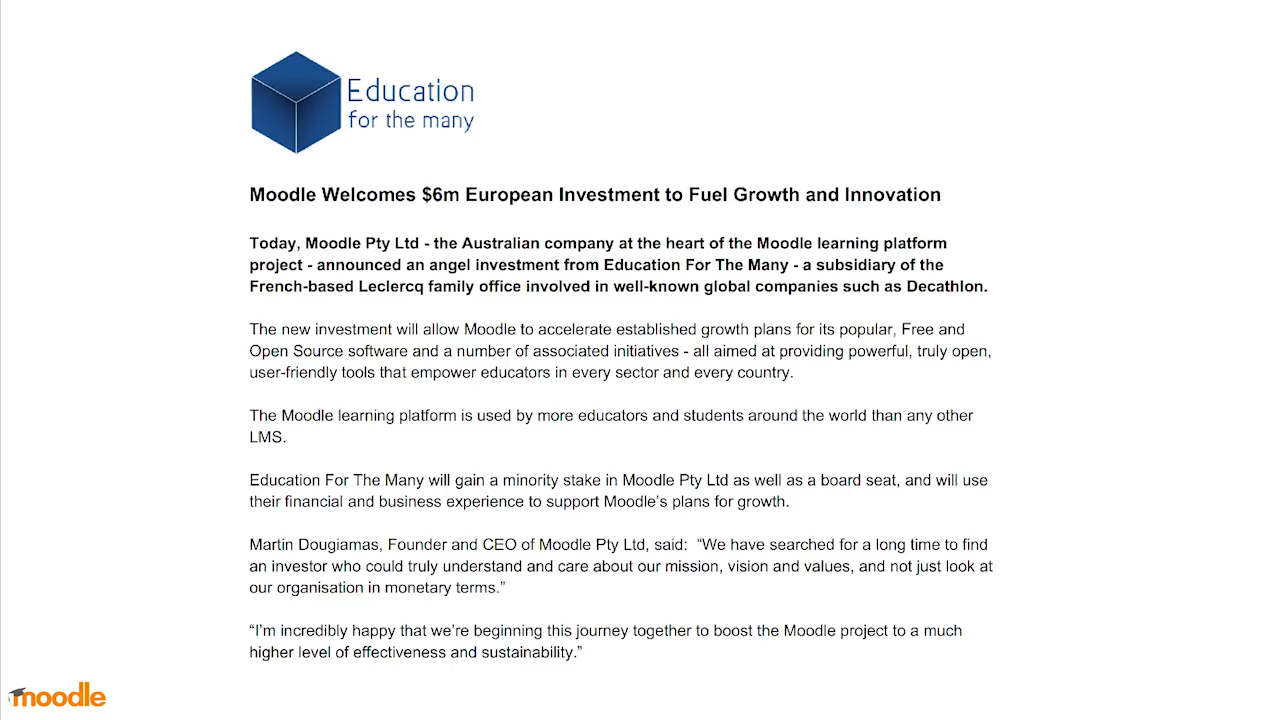 Education
for the many
Moodle Welcomes $6m European Investment to Fuel Growth and Innovation
Today, Moodle Pty Ltd - the Australian company at the heart of the Moodle learning platform
project - announced an angel investment from Education For The Many - a subsidiary of the
French-based Leclercq family office involved in well-known global companies such as Decathlon.
The new investment will allow Moodle to accelerate established growth plans for its popular, Free and
Open Source software and a number of associated initiatives - all aimed at providing powerful, truly open,
user-friendly tools that empower educators in every sector and every country.
The Moodle learning platform is used by more educators and students around the world than any other
LMS.
Education For The Many will gain a minority stake in Moodle Pty Ltd as well as a board seat, and will use
their financial and business experience to support Moodle’s plans for growth.
Martin Dougiamas, Founder and CEO of Moodle Pty Ltd, said:  “We have searched for a long time to find
an investor who could truly understand and care about our mission, vision and values, and not just look at
our organisation in monetary terms.”
“I’m incredibly happy that we’re beginning this journey together to boost the Moodle project to a much
higher level of effectiveness and sustainability.”
moodle